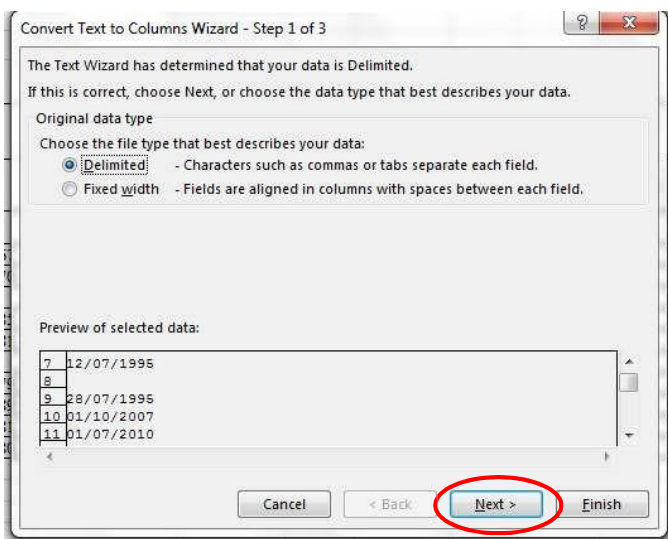 Convert Text to Columns Wizard - Step 1 of 3
?
The Text Wizard has determined that your data is Delimited.
If this is correct, choose Next, or choose the data type that best describes your data.
Original data type
Choose the file type that best describes your data:
Delimited - Characters such as commas or tabs separate each field.
Fixed width - Fields are aligned in columns with spaces between each field.
Preview of selected data:
7 12/07/1995
8
9 28/07/1995
10 01/10/2007
11 01/07/2010
Cancel < Back Next > Finish